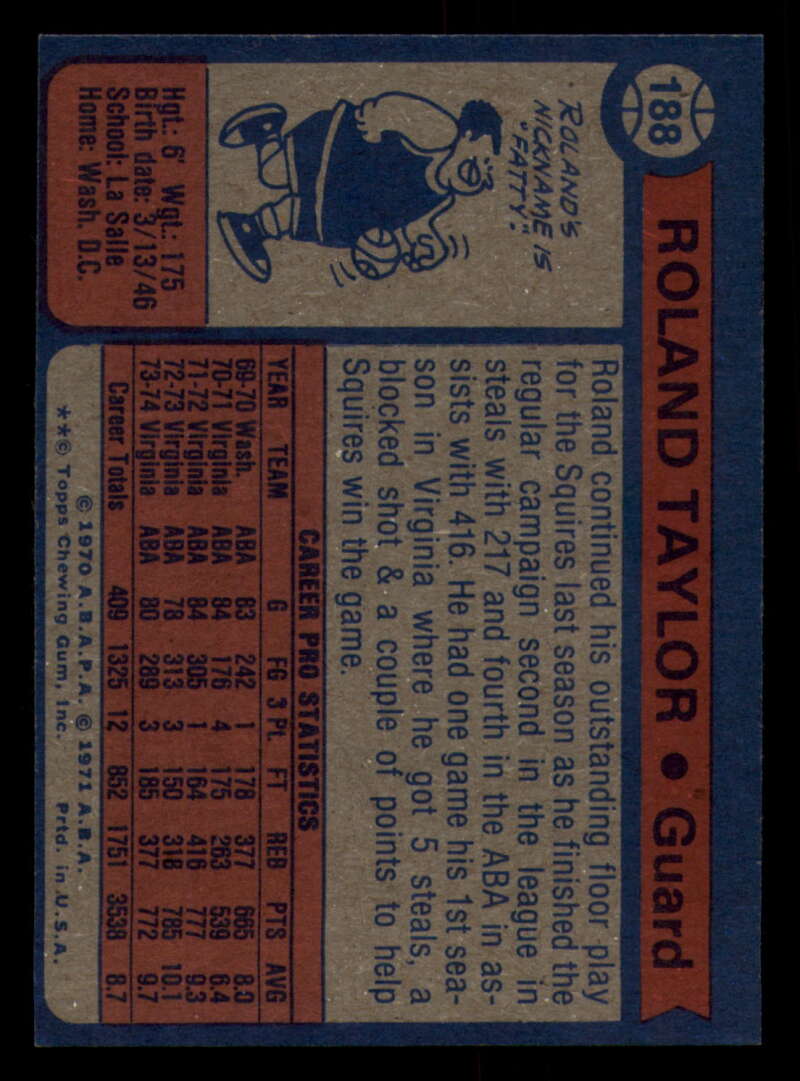 188
ROLAND TAYLOR • Guard
ROLAND'S
NICKNAME IS
"FATTY".
Hgt.: 6' Wgt.: 175
Birth date: 3/13/46
School: La Salle
Home: Wash. D.C.
Roland continued his outstanding floor play
for the Squires last season as he finished the
regular campaign second in the league in
steals with 217 and fourth in the ABA in as-
sists with 416. He had one game his 1st sea-
son in Virginia where he got 5 steals, a
blocked shot & a couple of points to help
Squires win the game.
CAREER PRO STATISTICS
YEAR TEAM G FG 3 Pt. FT REB PTS AVG
69-70 Wash. ABA 83 242 1 178 377 665 8.0
70-71 Virginia ABA 84 176 4 175 263 539 6.4
71-72 Virginia ABA 84 305 1 164 416 777 9.3
72-73 Virginia ABA 78 313 3 150 318 785 10.1
73-74 Virginia ABA 80 289 3 185 377 772 9.7
Career Totals 409 1325 12 852 1751 3538 8.7
© 1970 A.B.A.P.A. © 1971 A.B.A.
**© Topps Chewing Gum, Inc. Prtd. in U.S.A.